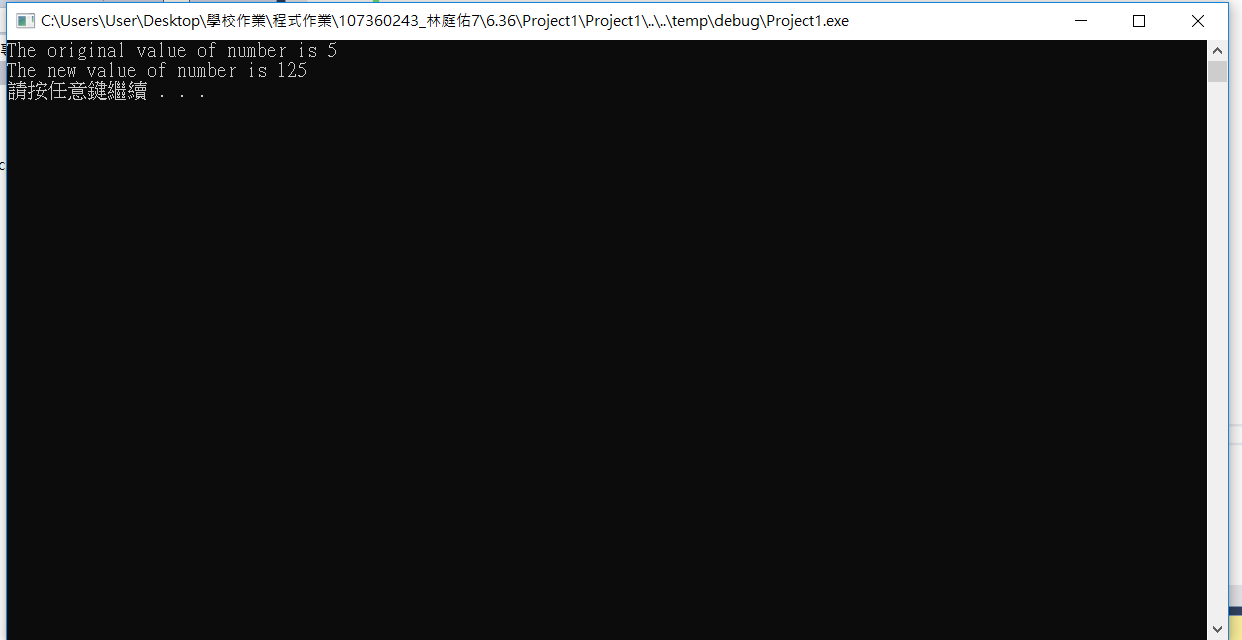 C:\Users\User\Desktop\學校作業\程式作業\107360243_林庭佑7\6.36\Project1\Project1\..\..\temp\debug\Project1.exe
The original value of number is 5
The new value of number is 125
請按任意鍵繼續 . . .